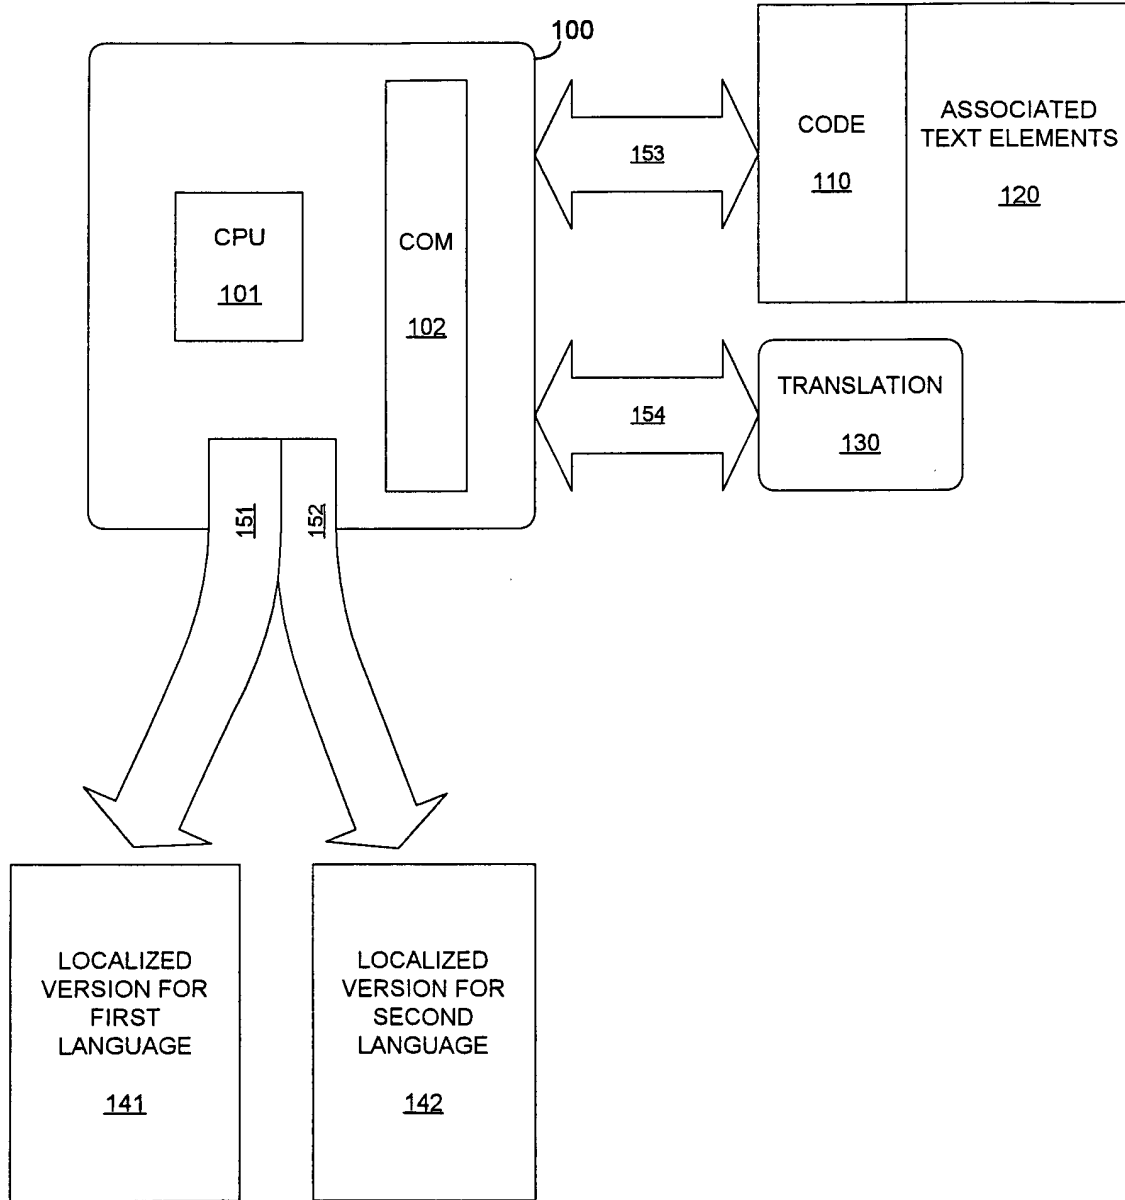 100
CPU
101
COM
102
153
CODE
110
ASSOCIATED
TEXT ELEMENTS
120
154
TRANSLATION
130
151
152
LOCALIZED
VERSION FOR
FIRST
LANGUAGE
141
LOCALIZED
VERSION FOR
SECOND
LANGUAGE
142